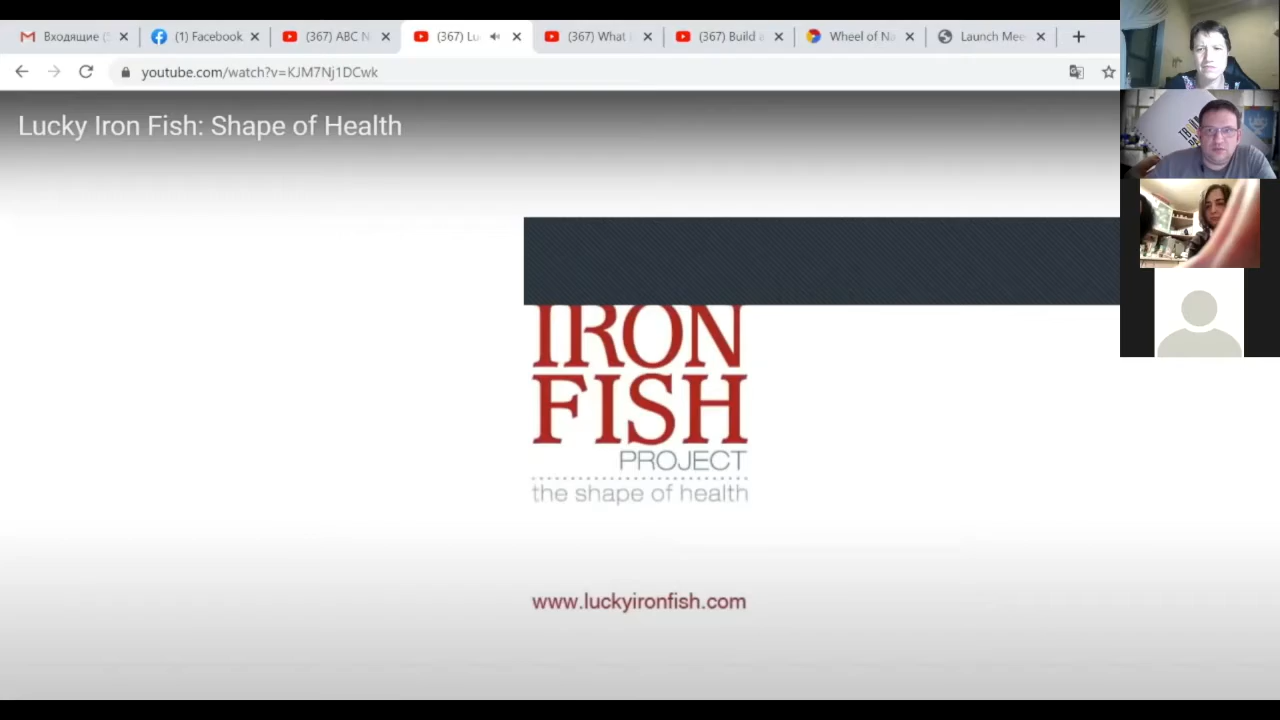 Входящие (
(1) Facebook
(367) ABC N
(367) Lu
(367) What
(367) Build a
Wheel of Na
Launch Mee
youtube.com/watch?v=KJM7Nj1DCwk
Lucky Iron Fish: Shape of Health
IRON
FISH
PROJECT
the shape of health
www.luckyironfish.com